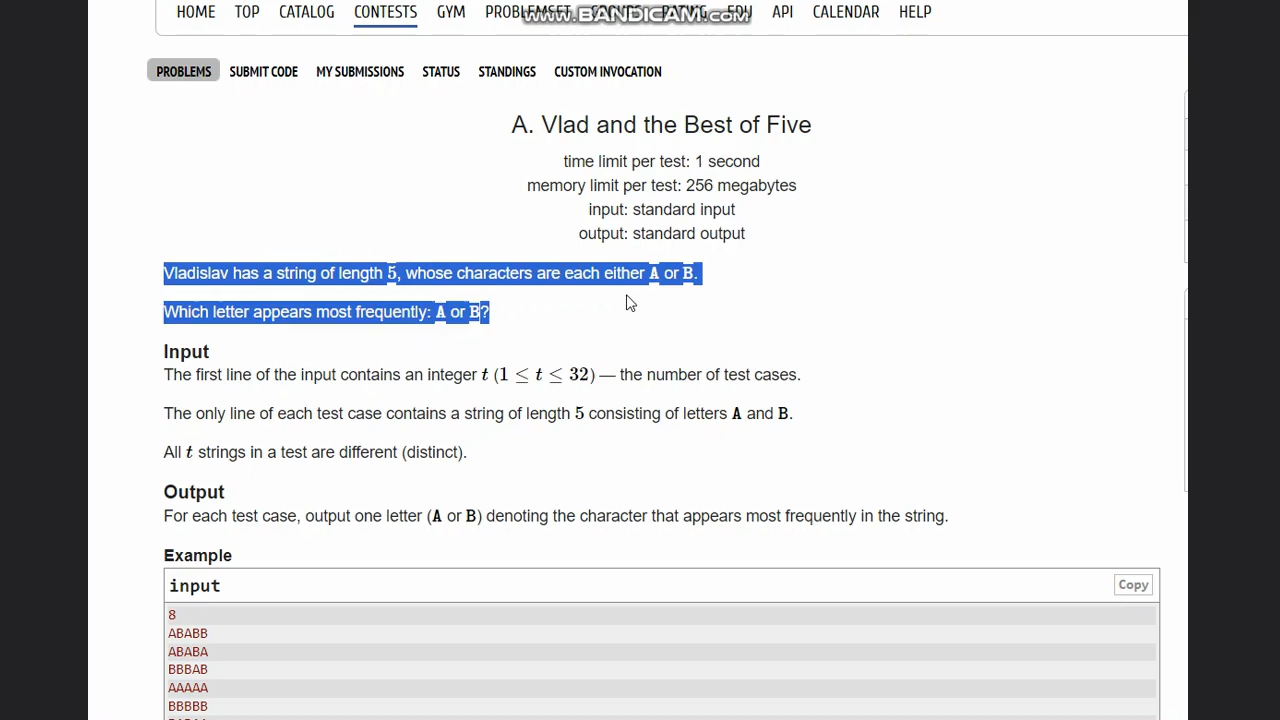 HOME TOP CATALOG CONTESTS GYM PROBLEMSET GROUPS RATING EDU API CALENDAR HELP
www.BANDICAM.com
PROBLEMS SUBMIT CODE MY SUBMISSIONS STATUS STANDINGS CUSTOM INVOCATION
A. Vlad and the Best of Five
time limit per test: 1 second
memory limit per test: 256 megabytes
input: standard input
output: standard output
Vladislav has a string of length 5, whose characters are each either A or B.
Which letter appears most frequently: A or B?
Input
The first line of the input contains an integer t (1 ≤ t ≤ 32) — the number of test cases.
The only line of each test case contains a string of length 5 consisting of letters A and B.
All t strings in a test are different (distinct).
Output
For each test case, output one letter (A or B) denoting the character that appears most frequently in the string.
Example
input Copy
8
ABABB
ABABA
BBBAB
AAAAA
BBBBB